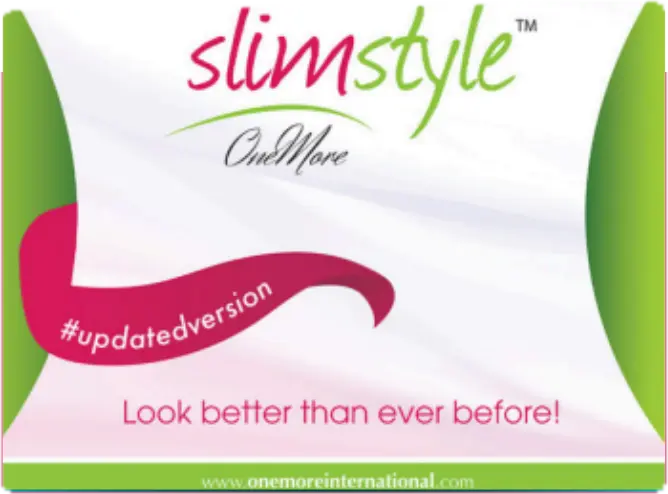 slimstyle™
OneMore
#updatedversion
Look better than ever before!
www.onemoreinternational.com